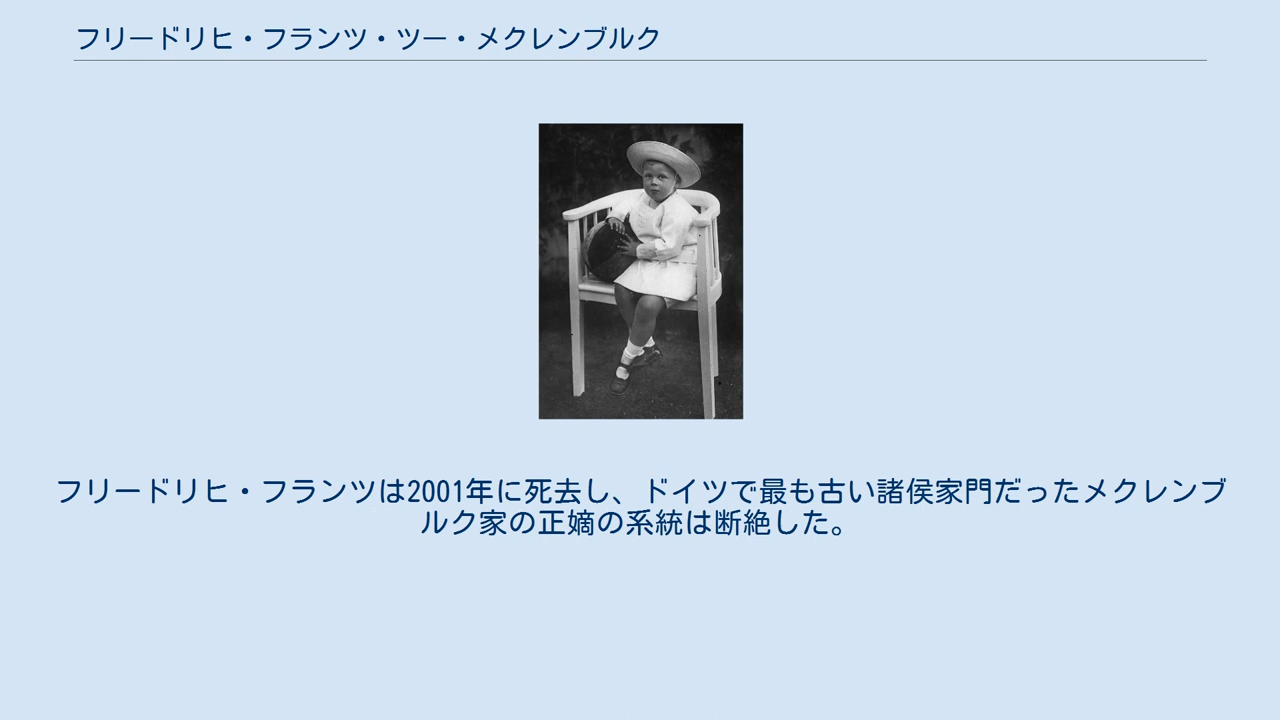 フリードリヒ・フランツ・ツー・メクレンブルク
フリードリヒ・フランツは2001年に死去し、ドイツで最も古い諸侯家門だったメクレンブ
ルク家の正嫡の系統は断絶した。